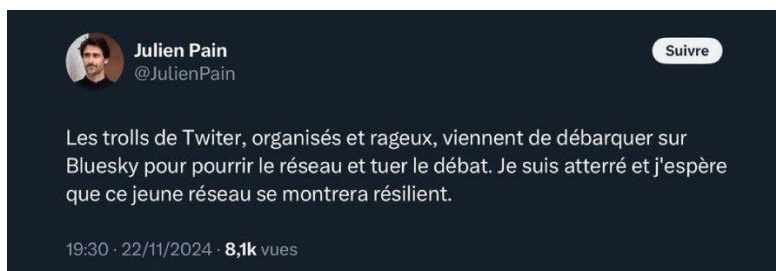 Julien Pain
@JulienPain
Suivre
Les trolls de Twiter, organisés et rageux, viennent de débarquer sur
Bluesky pour pourrir le réseau et tuer le débat. Je suis atterré et j'espère
que ce jeune réseau se montrera résilient.
19:30 · 22/11/2024 · 8,1k vues